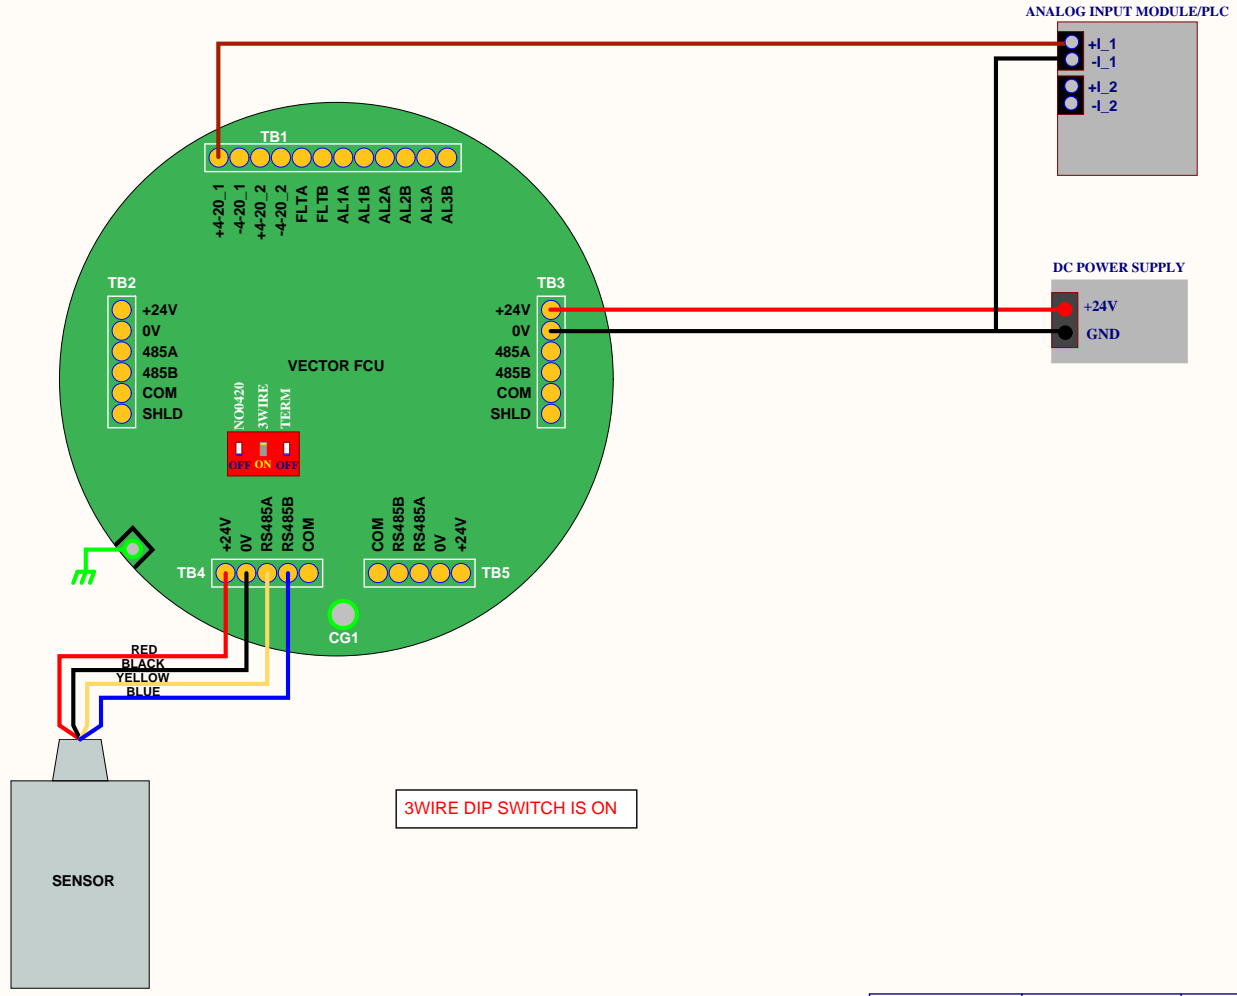 ANALOG INPUT MODULE/PLC
+I_1
-I_1
+I_2
-I_2
TB1
+4-20_1
-4-20_1
+4-20_2
-4-20_2
FLTA
FLTB
AL1A
AL1B
AL2A
AL2B
AL3A
AL3B
DC POWER SUPPLY
+24V
GND
TB2
+24V
0V
485A
485B
COM
SHLD
TB3
+24V
0V
485A
485B
COM
SHLD
VECTOR FCU
NO0420
3WIRE
TERM
OFF
ON
OFF
+24V
0V
RS485A
RS485B
COM
TB4
COM
RS485B
RS485A
0V
+24V
TB5
CG1
RED
BLACK
YELLOW
BLUE
3WIRE DIP SWITCH IS ON
SENSOR